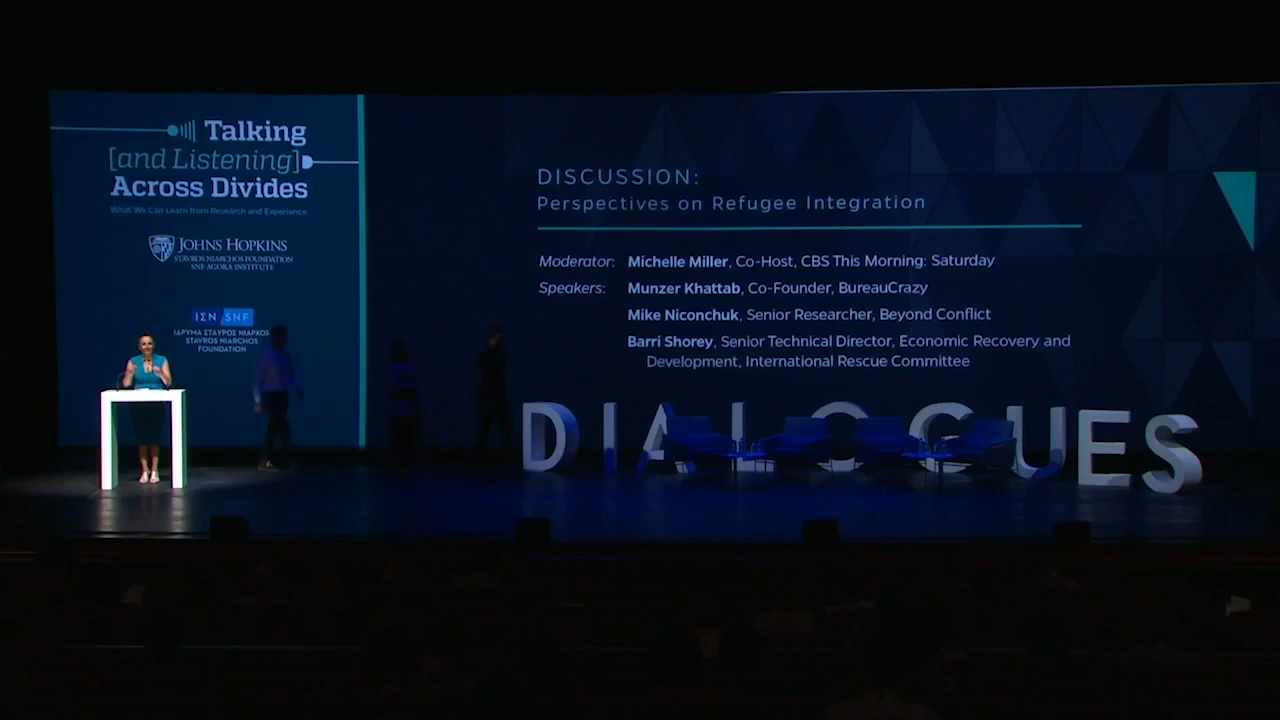 Talking
[and Listening]
Across Divides
What We Can Learn from Research and Experience
JOHNS HOPKINS
STAVROS NIARCHOS FOUNDATION
SNF AGORA INSTITUTE
ΙΣΝ SNF
ΙΔΡΥΜΑ ΣΤΑΥΡΟΣ ΝΙΑΡΧΟΣ
STAVROS NIARCHOS
FOUNDATION
DISCUSSION:
Perspectives on Refugee Integration
Moderator: Michelle Miller, Co-Host, CBS This Morning: Saturday
Speakers: Munzer Khattab, Co-Founder, BureauCrazy
Mike Niconchuk, Senior Researcher, Beyond Conflict
Barri Shorey, Senior Technical Director, Economic Recovery and
Development, International Rescue Committee
DIALOGUES